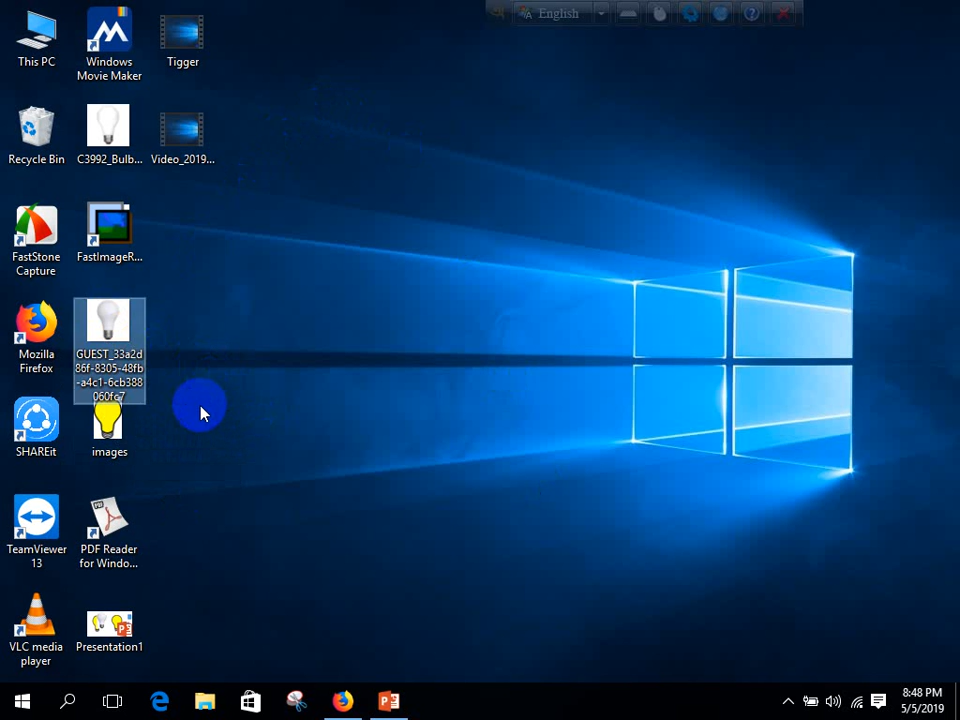 English
This PC
Windows
Movie Maker
Tigger
Recycle Bin
C3992_Bulb...
Video_2019...
FastStone
Capture
FastImageR...
Mozilla
Firefox
GUEST_33a2d
86f-8305-48fb
-a4c1-6cb388
060fc7
SHAREit
images
TeamViewer
13
PDF Reader
for Windo...
VLC media
player
Presentation1
8:48 PM
5/5/2019